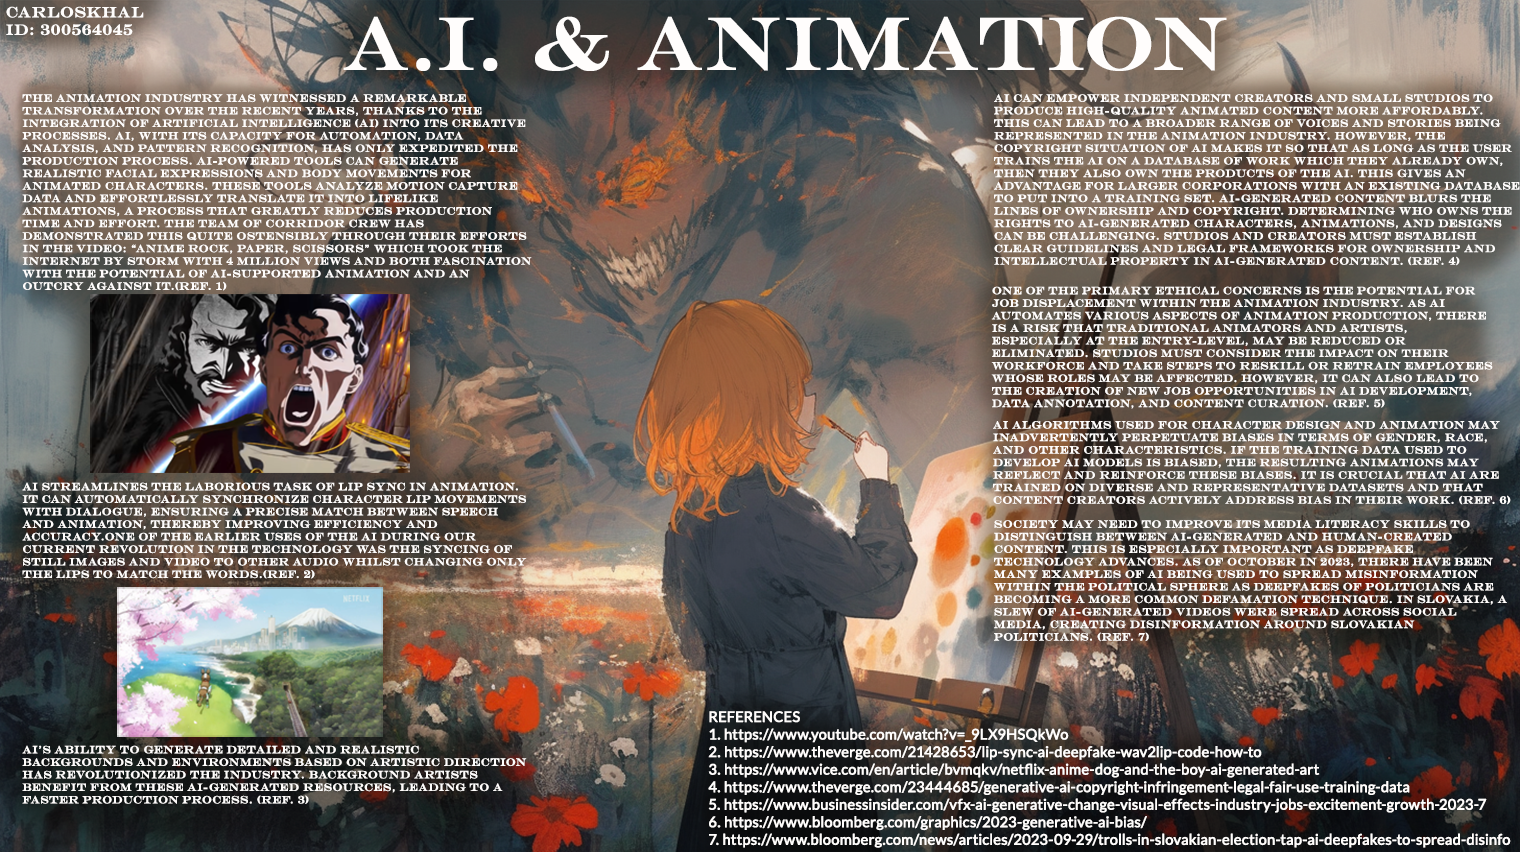 CARLOSKHAL
ID: 300564045
A.I. & ANIMATION
THE ANIMATION INDUSTRY HAS WITNESSED A REMARKABLE
TRANSFORMATION OVER THE RECENT YEARS, THANKS TO THE
INTEGRATION OF ARTIFICIAL INTELLIGENCE (AI) INTO ITS CREATIVE
PROCESSES. AI, WITH ITS CAPACITY FOR AUTOMATION, DATA
ANALYSIS, AND PATTERN RECOGNITION, HAS ONLY EXPEDITED THE
PRODUCTION PROCESS. AI-POWERED TOOLS CAN GENERATE
REALISTIC FACIAL EXPRESSIONS AND BODY MOVEMENTS FOR
ANIMATED CHARACTERS. THESE TOOLS ANALYZE MOTION CAPTURE
DATA AND EFFORTLESSLY TRANSLATE IT INTO LIFELIKE
ANIMATIONS, A PROCESS THAT GREATLY REDUCES PRODUCTION
TIME AND EFFORT. THE TEAM OF CORRIDOR CREW HAS
DEMONSTRATED THIS QUITE OSTENSIBLY THROUGH THEIR EFFORTS
IN THE VIDEO: "ANIME ROCK, PAPER, SCISSORS" WHICH TOOK THE
INTERNET BY STORM WITH 4 MILLION VIEWS AND BOTH FASCINATION
WITH THE POTENTIAL OF AI-SUPPORTED ANIMATION AND AN
OUTCRY AGAINST IT.(REF. 1)
AI STREAMLINES THE LABORIOUS TASK OF LIP SYNC IN ANIMATION.
IT CAN AUTOMATICALLY SYNCHRONIZE CHARACTER LIP MOVEMENTS
WITH DIALOGUE, ENSURING A PRECISE MATCH BETWEEN SPEECH
AND ANIMATION, THEREBY IMPROVING EFFICIENCY AND
ACCURACY.ONE OF THE EARLIER USES OF THE AI DURING OUR
CURRENT REVOLUTION IN THE TECHNOLOGY WAS THE SYNCING OF
STILL IMAGES AND VIDEO TO OTHER AUDIO WHILST CHANGING ONLY
THE LIPS TO MATCH THE WORDS.(REF. 2)
NETFLIX
AI'S ABILITY TO GENERATE DETAILED AND REALISTIC
BACKGROUNDS AND ENVIRONMENTS BASED ON ARTISTIC DIRECTION
HAS REVOLUTIONIZED THE INDUSTRY. BACKGROUND ARTISTS
BENEFIT FROM THESE AI-GENERATED RESOURCES, LEADING TO A
FASTER PRODUCTION PROCESS. (REF. 3)
AI CAN EMPOWER INDEPENDENT CREATORS AND SMALL STUDIOS TO
PRODUCE HIGH-QUALITY ANIMATED CONTENT MORE AFFORDABLY.
THIS CAN LEAD TO A BROADER RANGE OF VOICES AND STORIES BEING
REPRESENTED IN THE ANIMATION INDUSTRY. HOWEVER, THE
COPYRIGHT SITUATION OF AI MAKES IT SO THAT AS LONG AS THE USER
TRAINS THE AI ON A DATABASE OF WORK WHICH THEY ALREADY OWN,
THEN THEY ALSO OWN THE PRODUCTS OF THE AI. THIS GIVES AN
ADVANTAGE FOR LARGER CORPORATIONS WITH AN EXISTING DATABASE
TO PUT INTO A TRAINING SET. AI-GENERATED CONTENT BLURS THE
LINES OF OWNERSHIP AND COPYRIGHT. DETERMINING WHO OWNS THE
RIGHTS TO AI-GENERATED CHARACTERS, ANIMATIONS, AND DESIGNS
CAN BE CHALLENGING. STUDIOS AND CREATORS MUST ESTABLISH
CLEAR GUIDELINES AND LEGAL FRAMEWORKS FOR OWNERSHIP AND
INTELLECTUAL PROPERTY IN AI-GENERATED CONTENT. (REF. 4)
ONE OF THE PRIMARY ETHICAL CONCERNS IS THE POTENTIAL FOR
JOB DISPLACEMENT WITHIN THE ANIMATION INDUSTRY. AS AI
AUTOMATES VARIOUS ASPECTS OF ANIMATION PRODUCTION, THERE
IS A RISK THAT TRADITIONAL ANIMATORS AND ARTISTS,
ESPECIALLY AT THE ENTRY-LEVEL, MAY BE REDUCED OR
ELIMINATED. STUDIOS MUST CONSIDER THE IMPACT ON THEIR
WORKFORCE AND TAKE STEPS TO RESKILL OR RETRAIN EMPLOYEES
WHOSE ROLES MAY BE AFFECTED. HOWEVER, IT CAN ALSO LEAD TO
THE CREATION OF NEW JOB OPPORTUNITIES IN AI DEVELOPMENT,
DATA ANNOTATION, AND CONTENT CURATION. (REF. 5)
AI ALGORITHMS USED FOR CHARACTER DESIGN AND ANIMATION MAY
INADVERTENTLY PERPETUATE BIASES IN TERMS OF GENDER, RACE,
AND OTHER CHARACTERISTICS. IF THE TRAINING DATA USED TO
DEVELOP AI MODELS IS BIASED, THE RESULTING ANIMATIONS MAY
REFLECT AND REINFORCE THESE BIASES. IT IS CRUCIAL THAT AI ARE
TRAINED ON DIVERSE AND REPRESENTATIVE DATASETS AND THAT
CONTENT CREATORS ACTIVELY ADDRESS BIAS IN THEIR WORK. (REF. 6)
SOCIETY MAY NEED TO IMPROVE ITS MEDIA LITERACY SKILLS TO
DISTINGUISH BETWEEN AI-GENERATED AND HUMAN-CREATED
CONTENT. THIS IS ESPECIALLY IMPORTANT AS DEEPFAKE
TECHNOLOGY ADVANCES. AS OF OCTOBER IN 2023, THERE HAVE BEEN
MANY EXAMPLES OF AI BEING USED TO SPREAD MISINFORMATION
WITHIN THE POLITICAL SPHERE AS DEEPFAKES OF POLITICIANS ARE
BECOMING A MORE COMMON DEFAMATION TECHNIQUE. IN SLOVAKIA, A
SLEW OF AI-GENERATED VIDEOS WERE SPREAD ACROSS SOCIAL
MEDIA, CREATING DISINFORMATION AROUND SLOVAKIAN
POLITICIANS. (REF. 7)
REFERENCES
1. https://www.youtube.com/watch?v=_9LX9HSQkWo
2. https://www.theverge.com/21428653/lip-sync-ai-deepfake-wav2lip-code-how-to
3. https://www.vice.com/en/article/bvmqkv/netflix-anime-dog-and-the-boy-ai-generated-art
4. https://www.theverge.com/23444685/generative-ai-copyright-infringement-legal-fair-use-training-data
5. https://www.businessinsider.com/vfx-ai-generative-change-visual-effects-industry-jobs-excitement-growth-2023-7
6. https://www.bloomberg.com/graphics/2023-generative-ai-bias/
7. https://www.bloomberg.com/news/articles/2023-09-29/trolls-in-slovakian-election-tap-ai-deepfakes-to-spread-disinfo